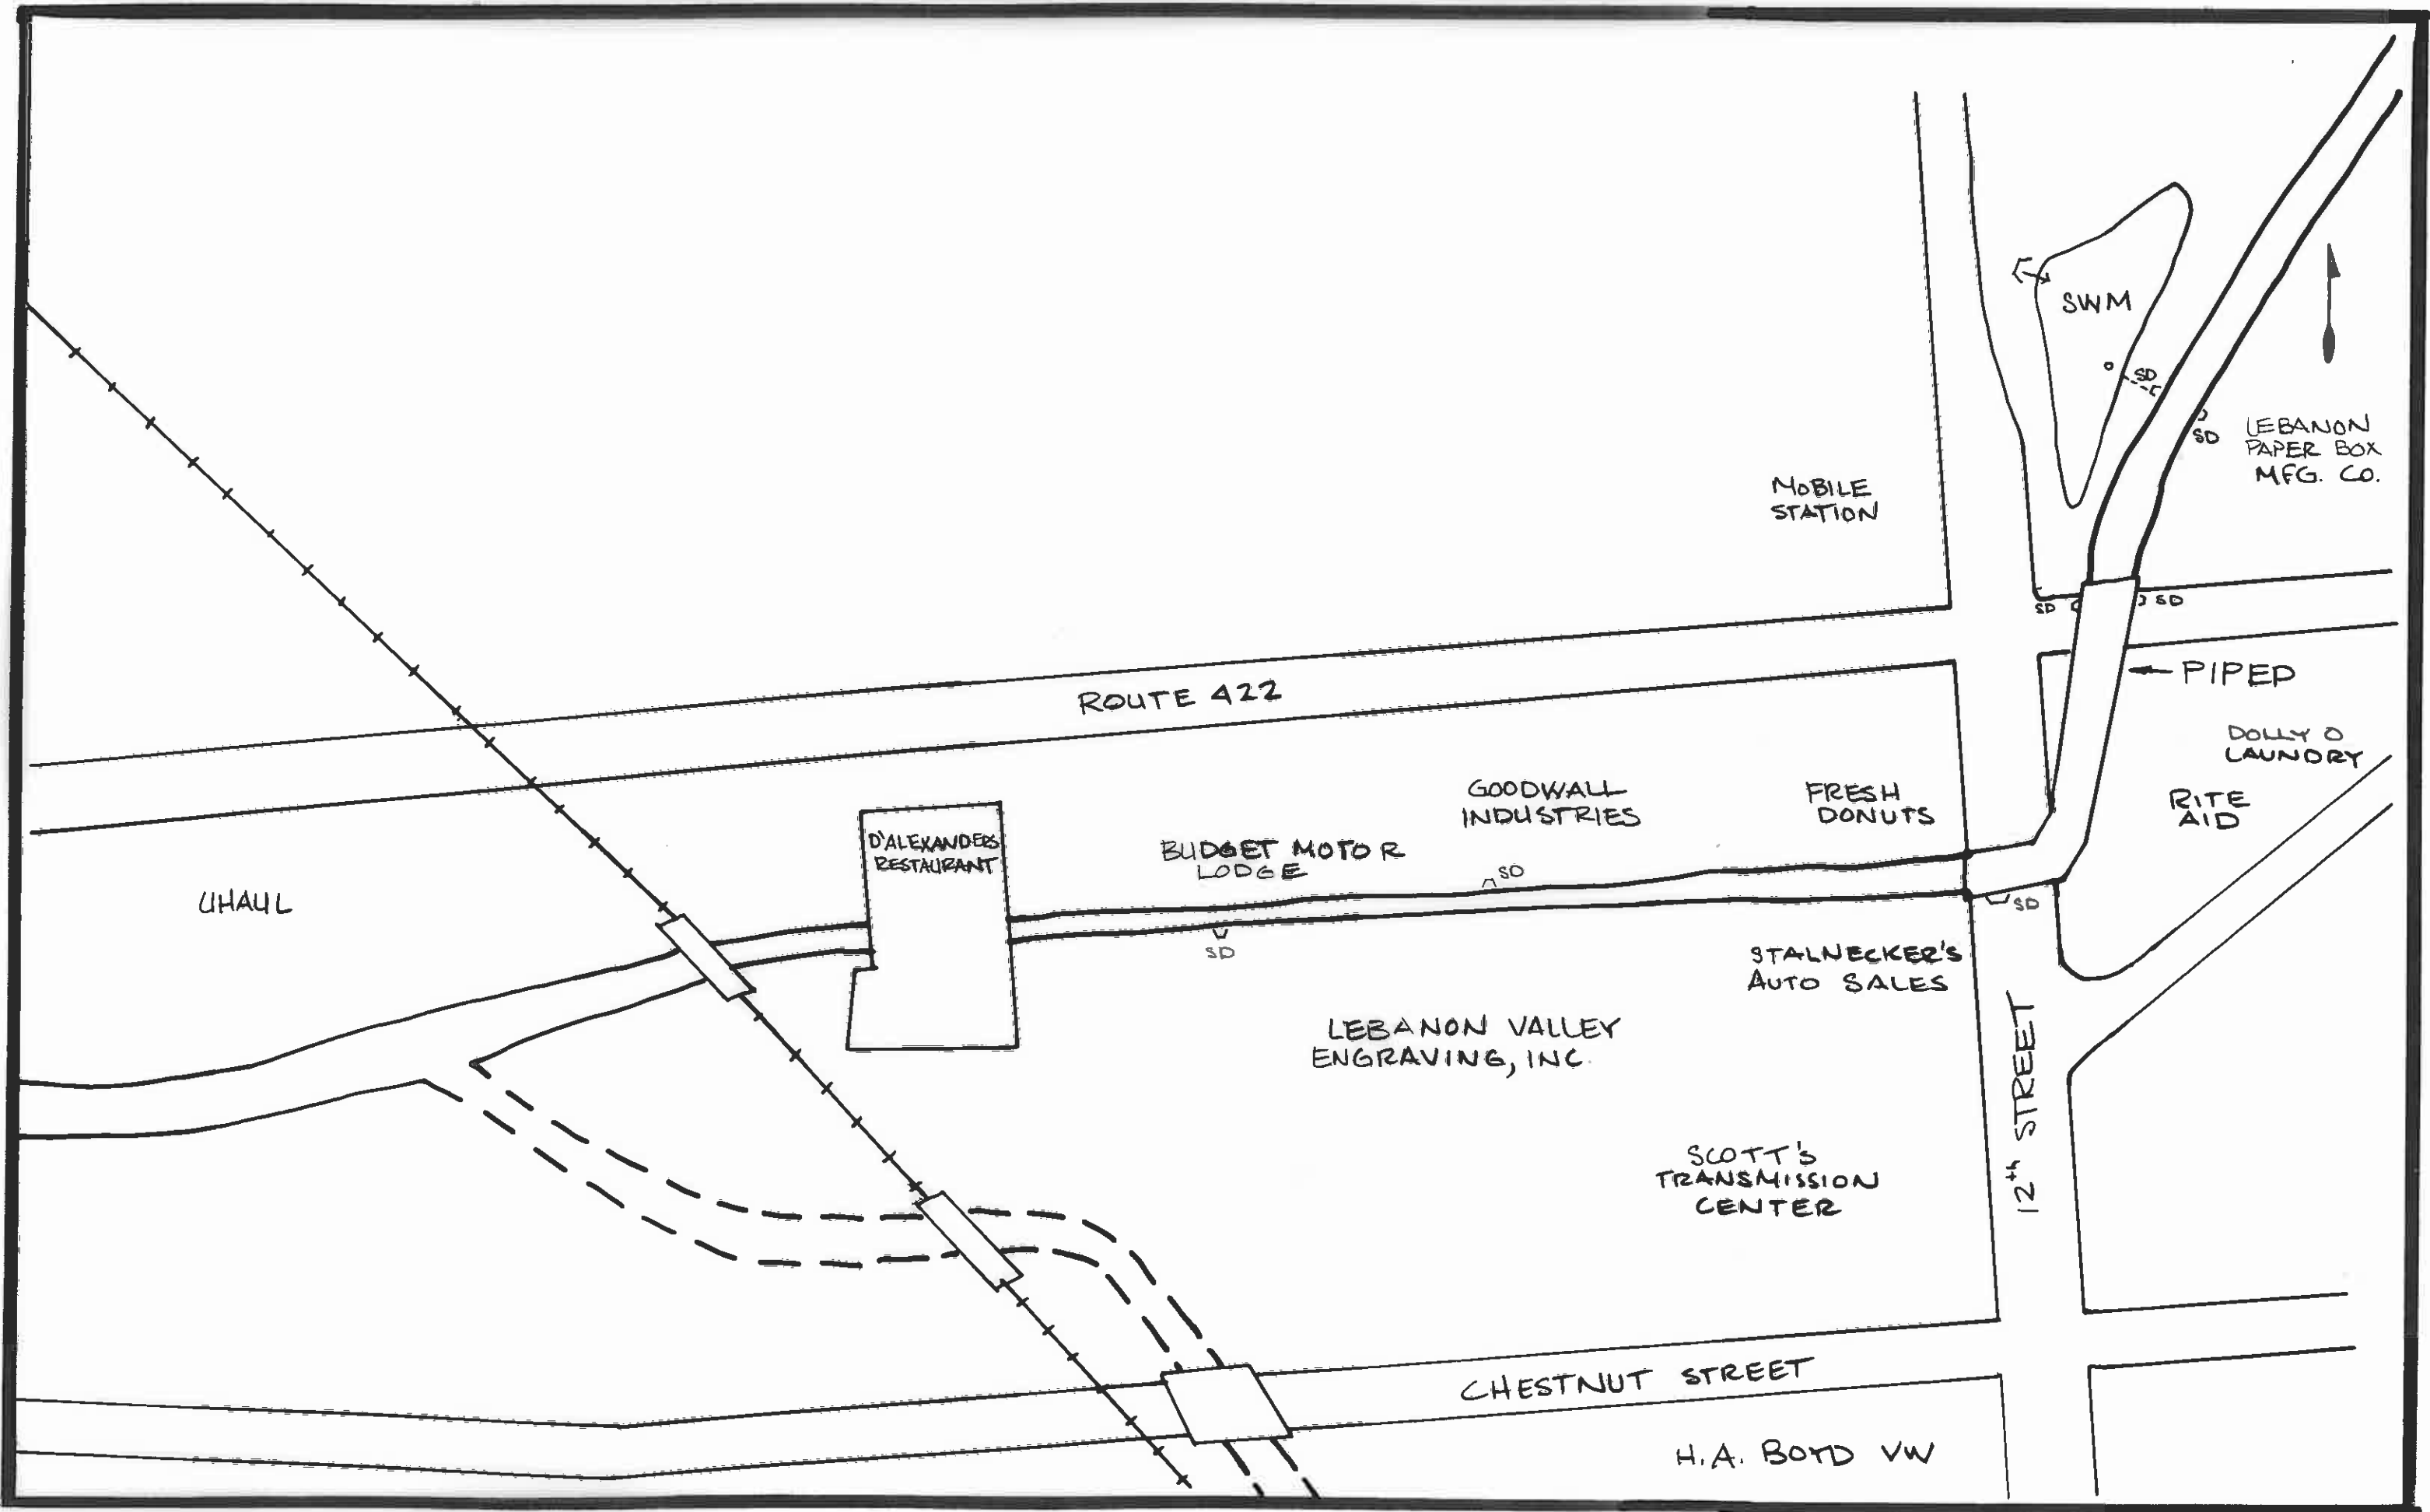 SWM
SD
SD
LEBANON
PAPER BOX
MFG. CO.
MOBILE
STATION
SD
SD
PIPED
ROUTE 422
DOLLY O
LAUNDRY
GOODWALL
INDUSTRIES
FRESH
DONUTS
RITE
AID
D'ALEXANDERS
RESTAURANT
BUDGET MOTOR
LODGE
SD
UHAUL
SD
SD
STALNECKER'S
AUTO SALES
LEBANON VALLEY
ENGRAVING, INC.
12th STREET
SCOTT'S
TRANSMISSION
CENTER
CHESTNUT STREET
H.A. BOYD VW